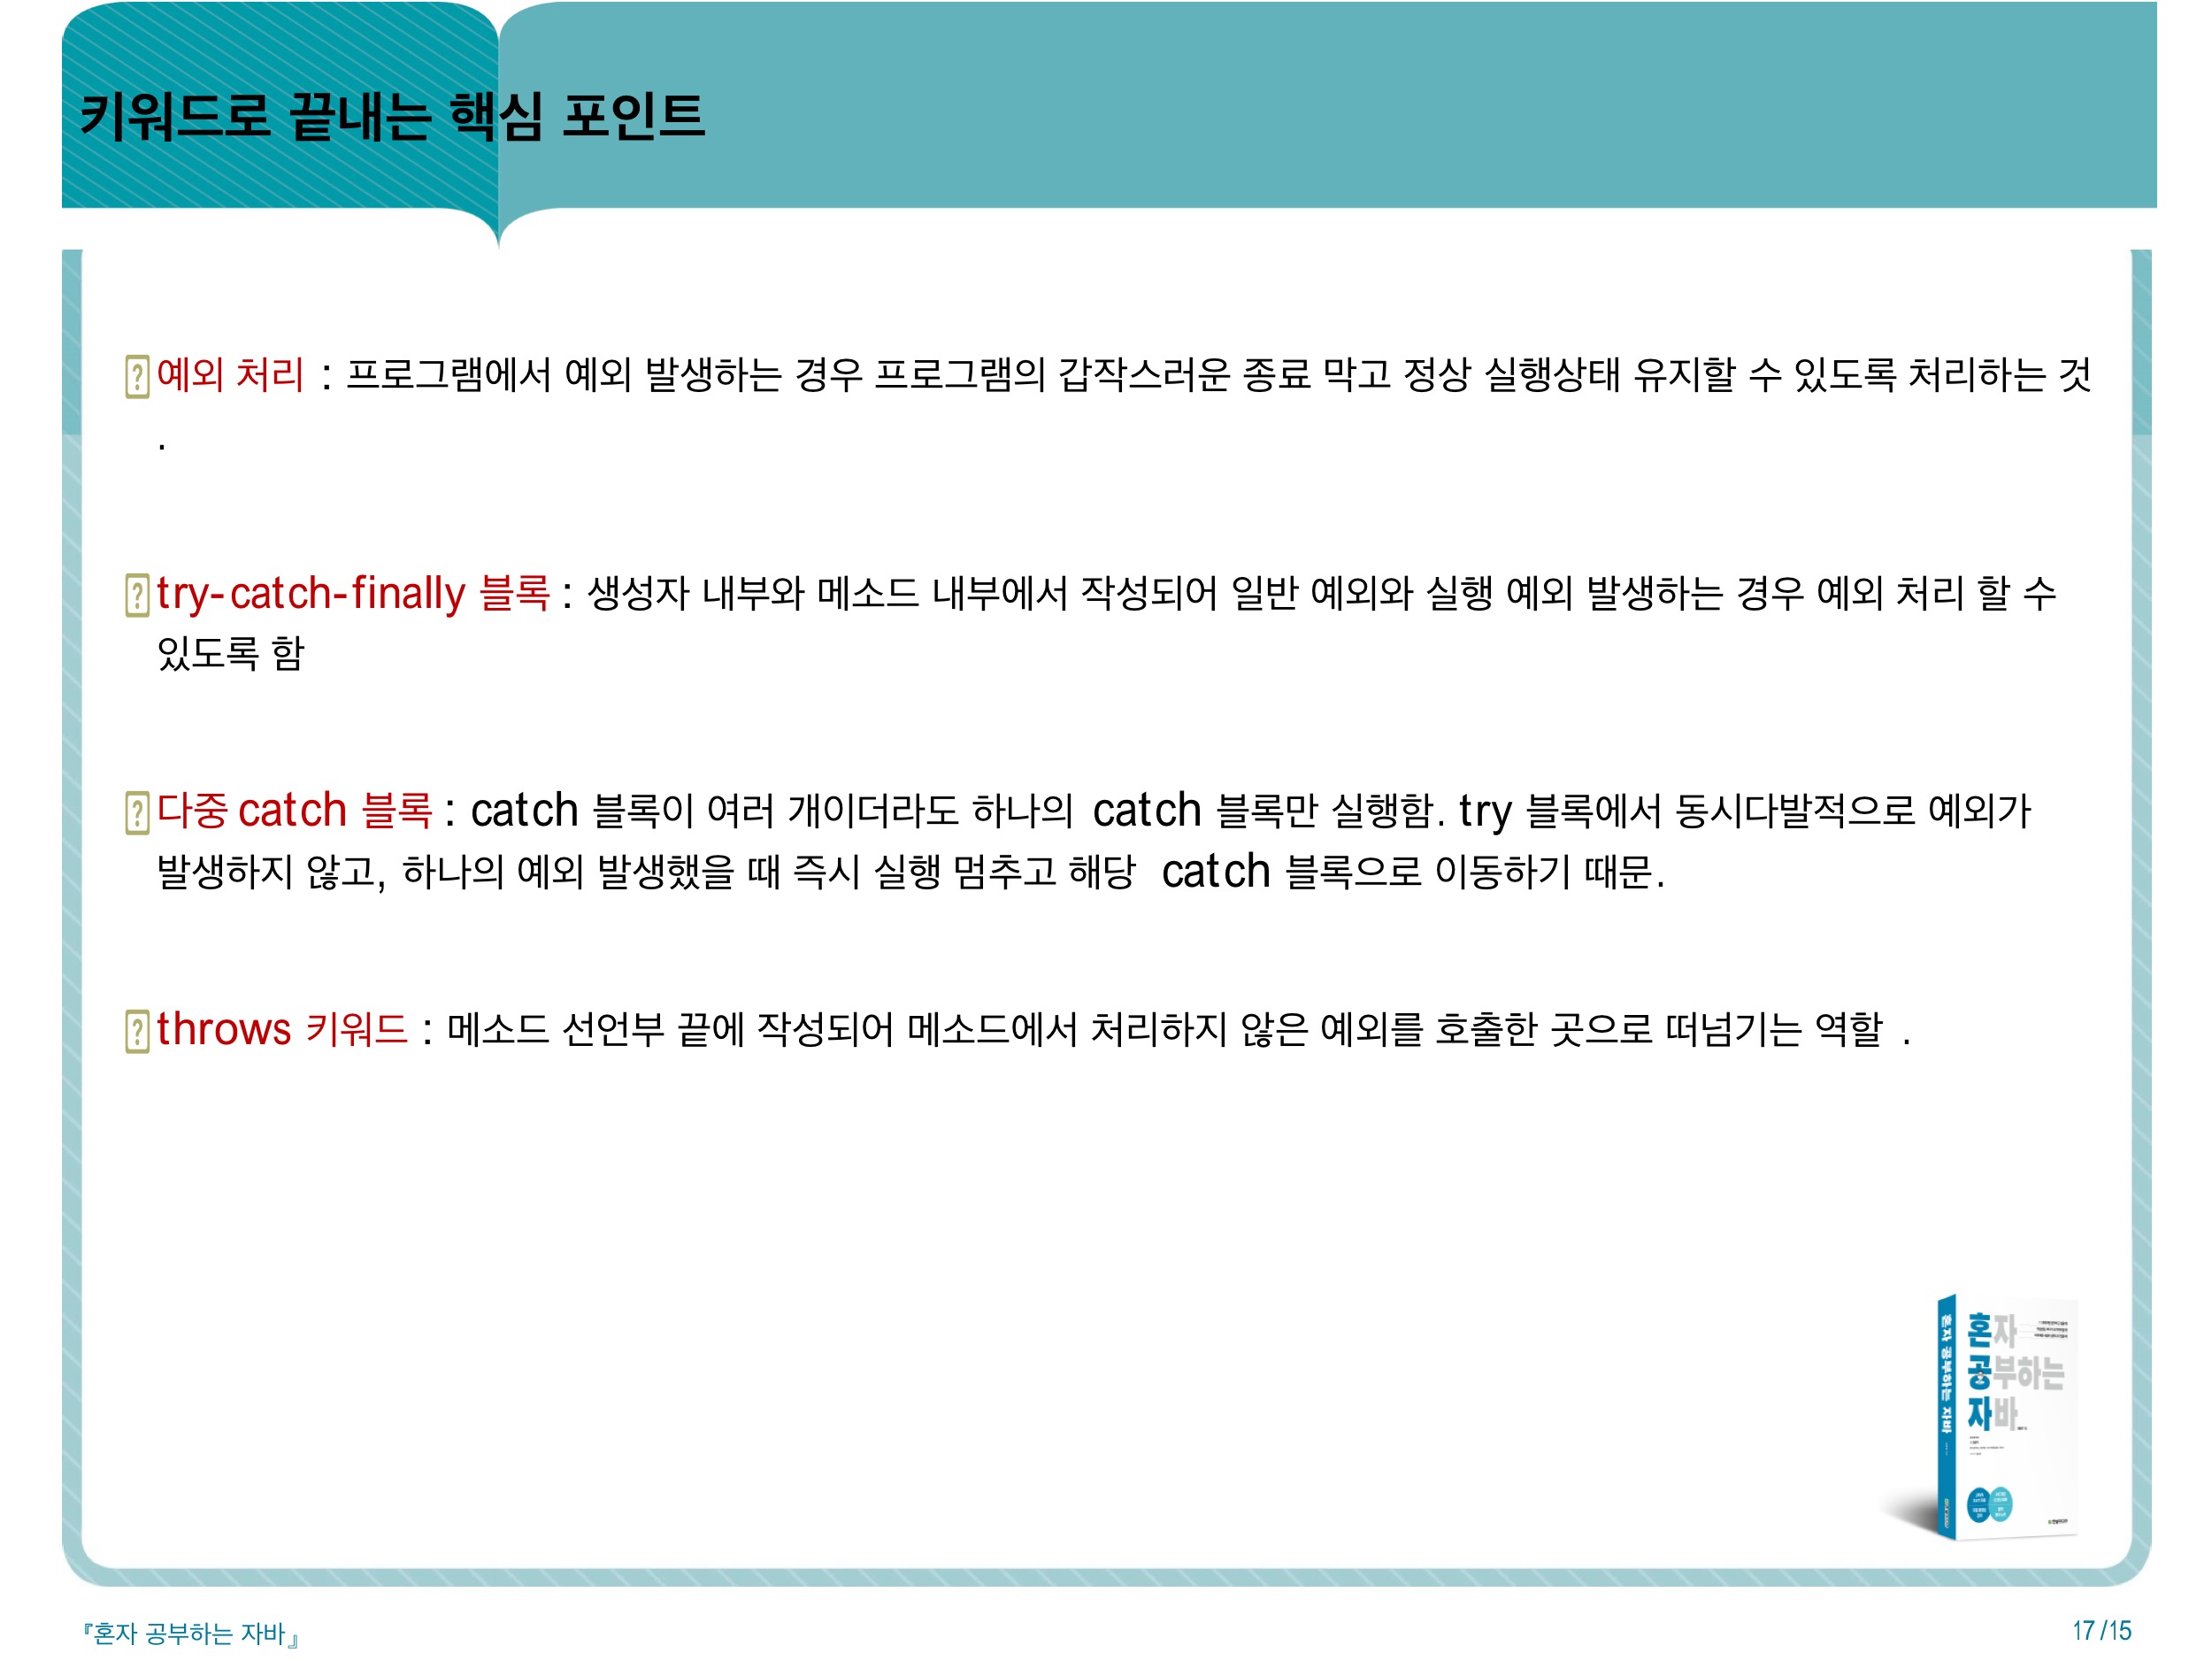 키워드로 끝내는 핵심 포인트
예외 처리 : 프로그램에서 예외 발생하는 경우 프로그램의 갑작스러운 종료 막고 정상 실행상태 유지할 수 있도록 처리하는 것
.
try-catch-finally 블록 : 생성자 내부와 메소드 내부에서 작성되어 일반 예외와 실행 예외 발생하는 경우 예외 처리 할 수
있도록 함
다중 catch 블록 : catch 블록이 여러 개이더라도 하나의 catch 블록만 실행함. try 블록에서 동시다발적으로 예외가
발생하지 않고, 하나의 예외 발생했을 때 즉시 실행 멈추고 해당 catch 블록으로 이동하기 때문.
throws 키워드 : 메소드 선언부 끝에 작성되어 메소드에서 처리하지 않은 예외를 호출한 곳으로 떠넘기는 역할 .
혼자 공부하는 자바
혼자
공부하는
자바
『혼자 공부하는 자바』
17/15